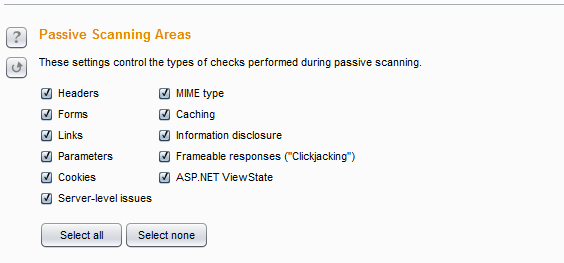 Passive Scanning Areas
?
These settings control the types of checks performed during passive scanning.
Headers
MIME type
Forms
Caching
Links
Information disclosure
Parameters
Frameable responses ("Clickjacking")
Cookies
ASP.NET ViewState
Server-level issues
Select all
Select none